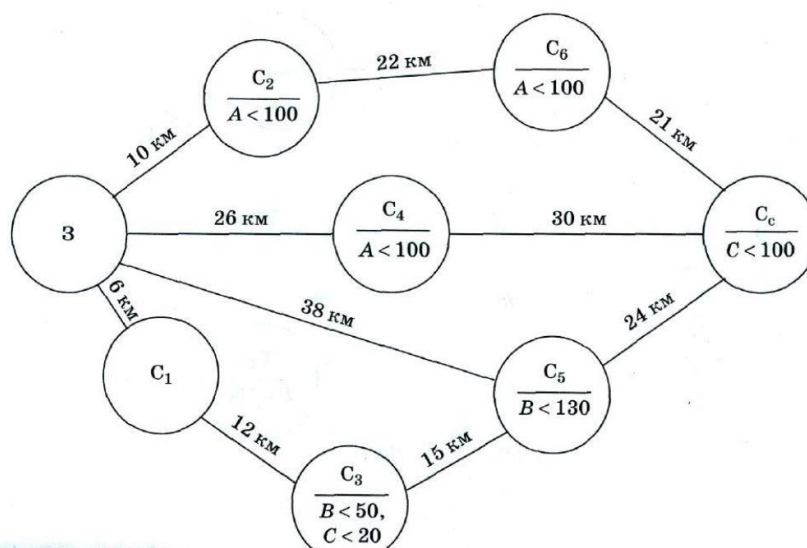 22 км
C₂
A < 100
C₆
A < 100
10 км
21 км
З
26 км
C₄
A < 100
30 км
C_c
C < 100
6 км
38 км
24 км
C₁
C₅
B < 130
12 км
15 км
C₃
B < 50,
C < 20